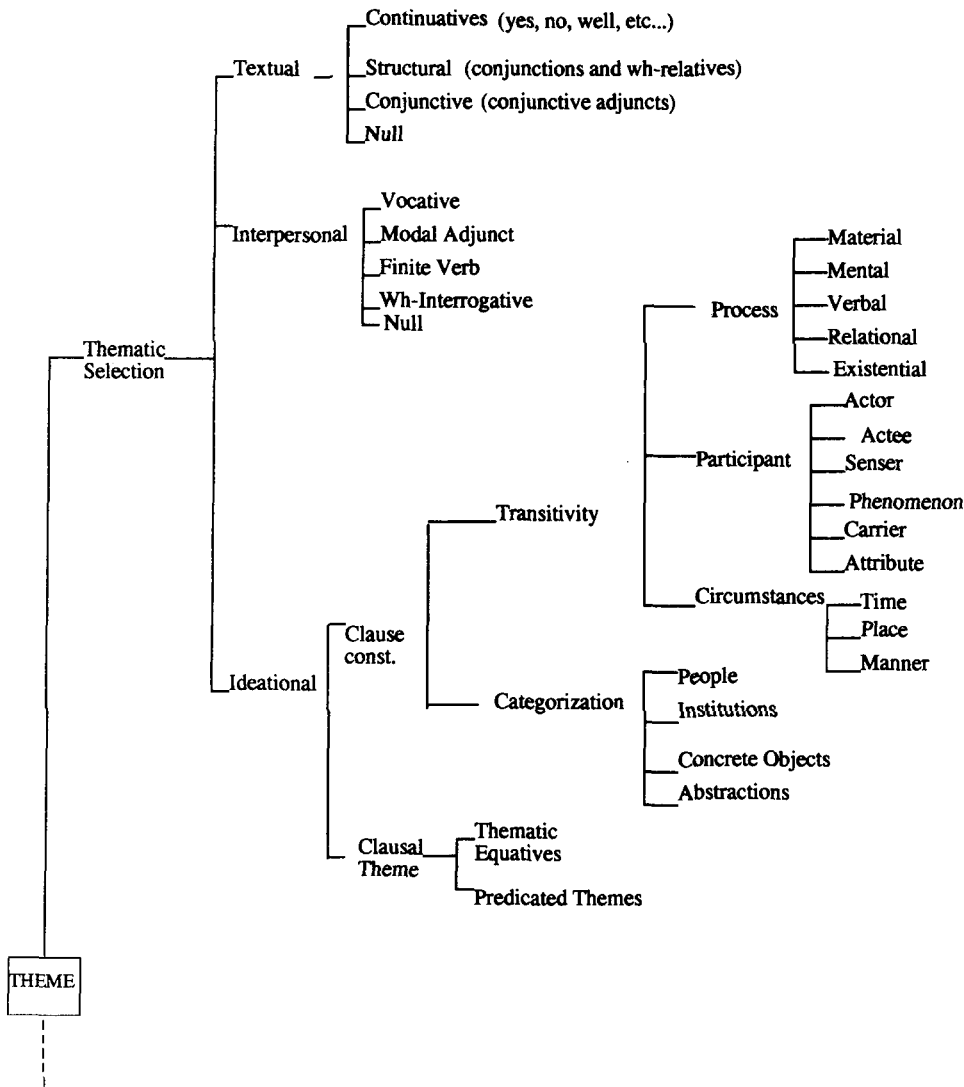 Continuatives (yes, no, well, etc...)
Textual
Structural (conjunctions and wh-relatives)
Conjunctive (conjunctive adjuncts)
Null
Interpersonal
Vocative
Modal Adjunct
Finite Verb
Wh-Interrogative
Null
Thematic
Selection
Process
Material
Mental
Verbal
Relational
Existential
Participant
Actor
Actee
Senser
Phenomenon
Carrier
Attribute
Transitivity
Circumstances
Time
Place
Manner
Ideational
Clause
const.
Categorization
People
Institutions
Concrete Objects
Abstractions
Clausal
Theme
Thematic
Equatives
Predicated Themes
THEME